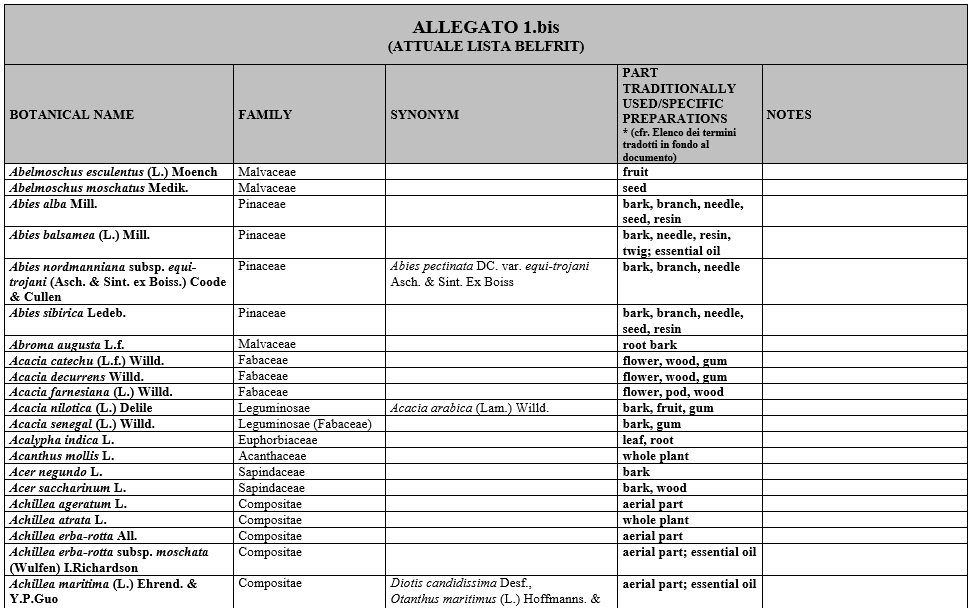 ALLEGATO 1.bis
(ATTUALE LISTA BELFRIT)
BOTANICAL NAME
FAMILY
SYNONYM
PART
TRADITIONALLY
USED/SPECIFIC
PREPARATIONS
* (cfr. Elenco dei termini
tradotti in fondo al
documento)
NOTES
Abelmoschus esculentus (L.) Moench
Malvaceae
fruit
Abelmoschus moschatus Medik.
Malvaceae
seed
Abies alba Mill.
Pinaceae
bark, branch, needle,
seed, resin
Abies balsamea (L.) Mill.
Pinaceae
bark, needle, resin,
twig; essential oil
Abies nordmanniana subsp. equi-
trojani (Asch. & Sint. ex Boiss.) Coode
& Cullen
Pinaceae
Abies pectinata DC. var. equi-trojani
Asch. & Sint. Ex Boiss
bark, branch, needle
Abies sibirica Ledeb.
Pinaceae
bark, branch, needle,
seed, resin
Abroma augusta L.f.
Malvaceae
root bark
Acacia catechu (L.f.) Willd.
Fabaceae
flower, wood, gum
Acacia decurrens Willd.
Fabaceae
flower, wood, gum
Acacia farnesiana (L.) Willd.
Fabaceae
flower, pod, wood
Acacia nilotica (L.) Delile
Leguminosae
Acacia arabica (Lam.) Willd.
bark, fruit, gum
Acacia senegal (L.) Willd.
Leguminosae (Fabaceae)
bark, gum
Acalypha indica L.
Euphorbiaceae
leaf, root
Acanthus mollis L.
Acanthaceae
whole plant
Acer negundo L.
Sapindaceae
bark
Acer saccharinum L.
Sapindaceae
bark, wood
Achillea ageratum L.
Compositae
aerial part
Achillea atrata L.
Compositae
whole plant
Achillea erba-rotta All.
Compositae
aerial part
Achillea erba-rotta subsp. moschata
(Wulfen) I.Richardson
Compositae
aerial part; essential oil
Achillea maritima (L.) Ehrend. &
Y.P.Guo
Compositae
Diotis candidissima Desf.,
Otanthus maritimus (L.) Hoffmanns. &
aerial part; essential oil